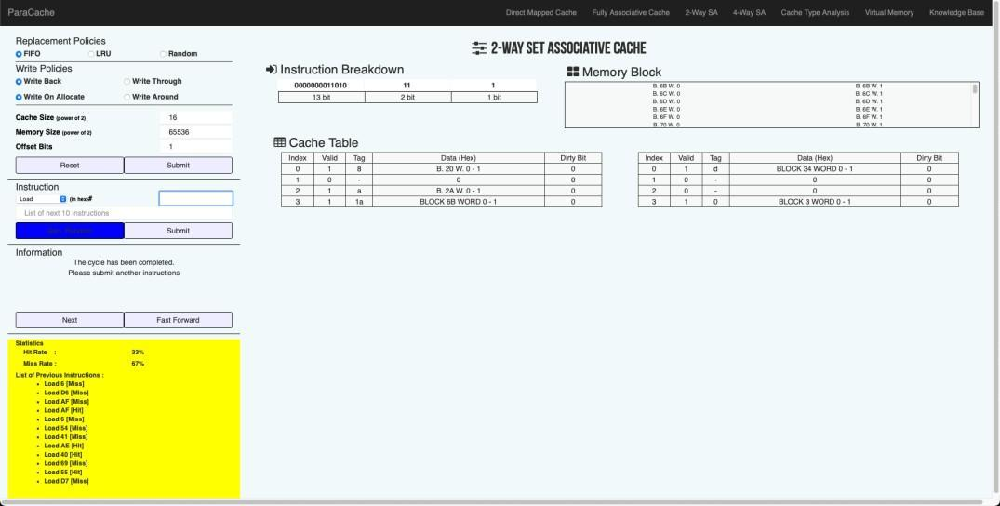 ParaCache
Direct Mapped Cache Fully Associative Cache 2-Way SA 4-Way SA Cache Type Analysis Virtual Memory Knowledge Base
Replacement Policies
FIFO LRU Random
Write Policies
Write Back Write Through
Write On Allocate Write Around
Cache Size (power of 2) 16
Memory Size (power of 2) 65536
Offset Bits 1
Reset Submit
Instruction
Load (in hex)#
List of next 10 Instructions
Submit
Information
The cycle has been completed.
Please submit another instructions
Next Fast Forward
Statistics
Hit Rate : 33%
Miss Rate : 67%
List of Previous Instructions :
Load 6 [Miss]
Load D6 [Miss]
Load AF [Miss]
Load AF [Hit]
Load 6 [Miss]
Load 54 [Miss]
Load 41 [Miss]
Load AE [Hit]
Load 40 [Hit]
Load 69 [Miss]
Load 55 [Hit]
Load D7 [Miss]
2-WAY SET ASSOCIATIVE CACHE
Instruction Breakdown
0000000011010 11 1
13 bit 2 bit 1 bit
Memory Block
B. 6B W. 0 B. 6B W. 1
B. 6C W. 0 B. 6C W. 1
B. 6D W. 0 B. 6D W. 1
B. 6E W. 0 B. 6E W. 1
B. 6F W. 0 B. 6F W. 1
B. 70 W. 0 B. 70 W. 1
Cache Table
Index Valid Tag Data (Hex) Dirty Bit
0 1 8 B. 20 W. 0 - 1 0
1 0 - 0 0
2 1 a B. 2A W. 0 - 1 0
3 1 1a BLOCK 6B WORD 0 - 1 0
Index Valid Tag Data (Hex) Dirty Bit
0 1 d BLOCK 34 WORD 0 - 1 0
1 0 - 0 0
2 0 - 0 0
3 1 0 BLOCK 3 WORD 0 - 1 0